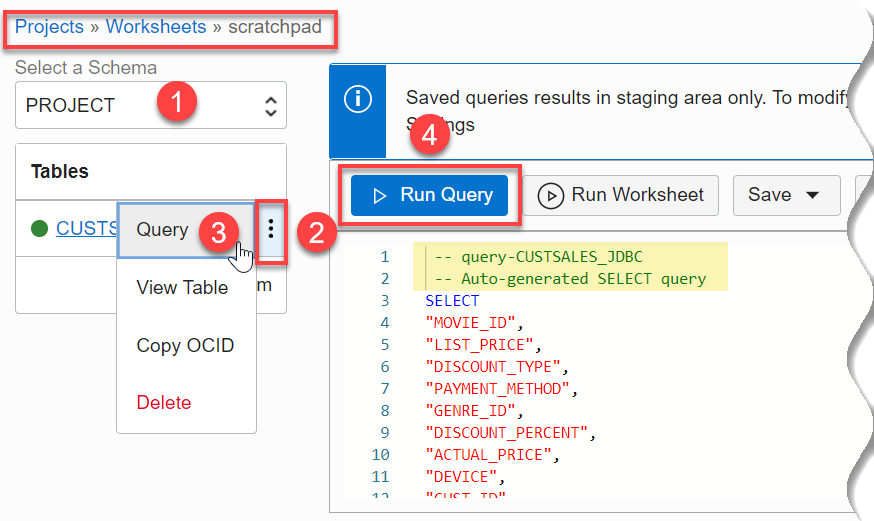 Projects » Worksheets » scratchpad
Select a Schema
PROJECT
1
Tables
CUSTS
Query
3
2
View Table
Copy OCID
Delete
Saved queries results in staging area only. To modify
4
Run Query
Run Worksheet
Save
1 -- query-CUSTSALES_JDBC
2 -- Auto-generated SELECT query
3 SELECT
4 "MOVIE_ID",
5 "LIST_PRICE",
6 "DISCOUNT_TYPE",
7 "PAYMENT_METHOD",
8 "GENRE_ID",
9 "DISCOUNT_PERCENT",
10 "ACTUAL_PRICE",
11 "DEVICE",
12 "CUST_ID"